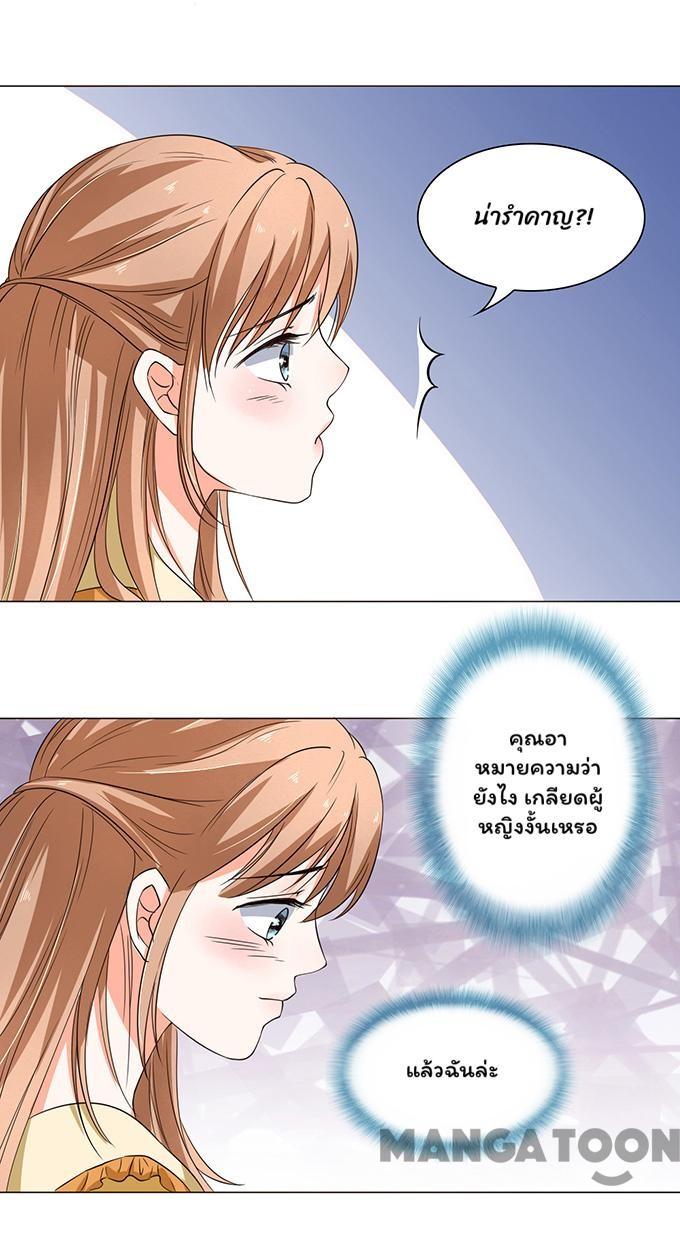 น่ารำคาญ?!
คุณอา
หมายความว่า
ยังไง เกลียดผู้
หญิงงั้นเหรอ
แล้วฉันล่ะ
MANGATOON